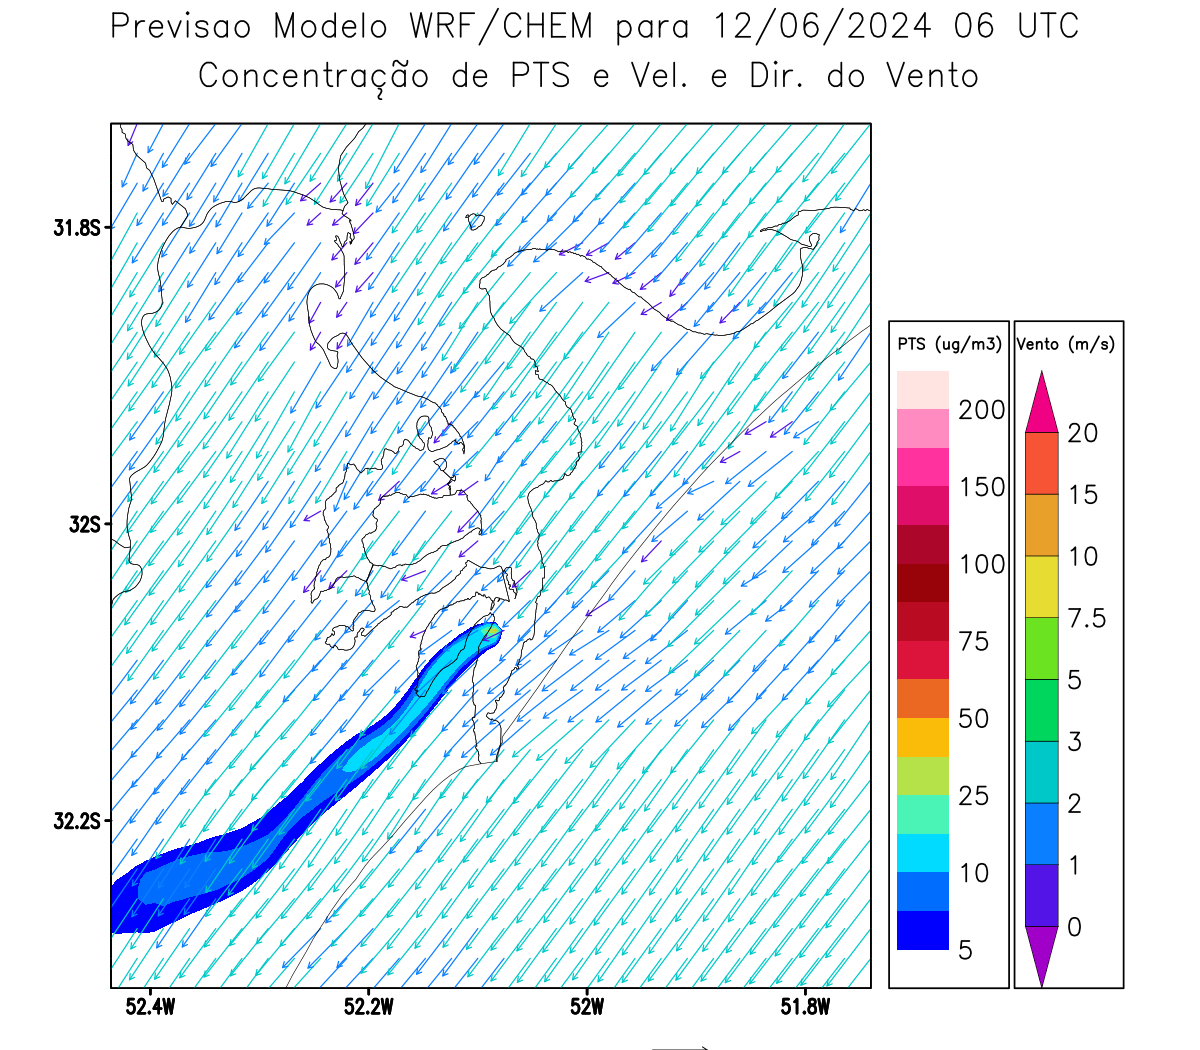 Previsao Modelo WRF/CHEM para 12/06/2024 06 UTC
Concentração de PTS e Vel. e Dir. do Vento
31.8S
32S
32.2S
52.4W
52.2W
52W
51.8W
PTS (ug/m3)
200
150
100
75
50
25
10
5
Vento (m/s)
20
15
10
7.5
5
3
2
1
0